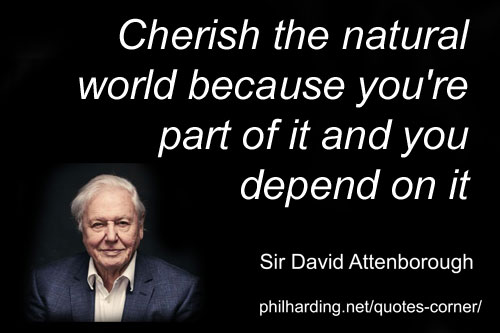 Cherish the natural
world because you're
part of it and you
depend on it
Sir David Attenborough
philharding.net/quotes-corner/